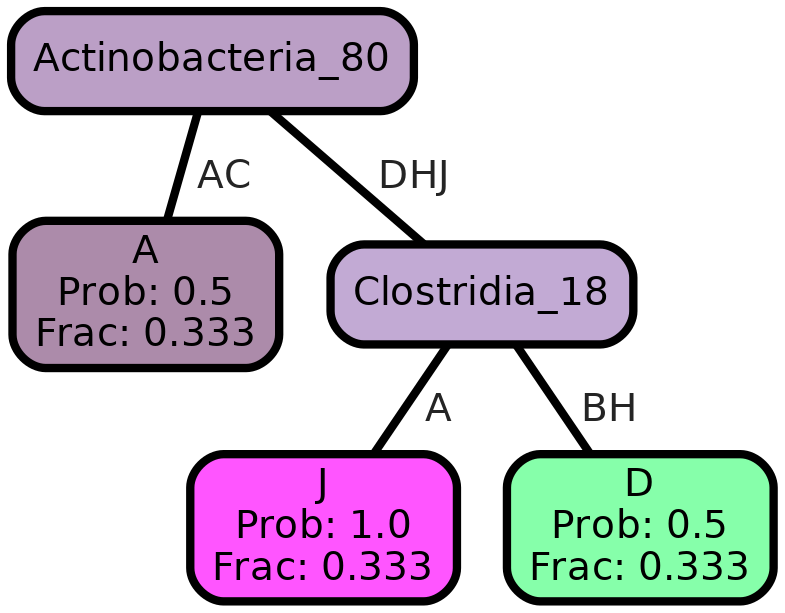 Actinobacteria_80
AC
DHJ
A
Prob: 0.5
Frac: 0.333
Clostridia_18
A
BH
J
Prob: 1.0
Frac: 0.333
D
Prob: 0.5
Frac: 0.333